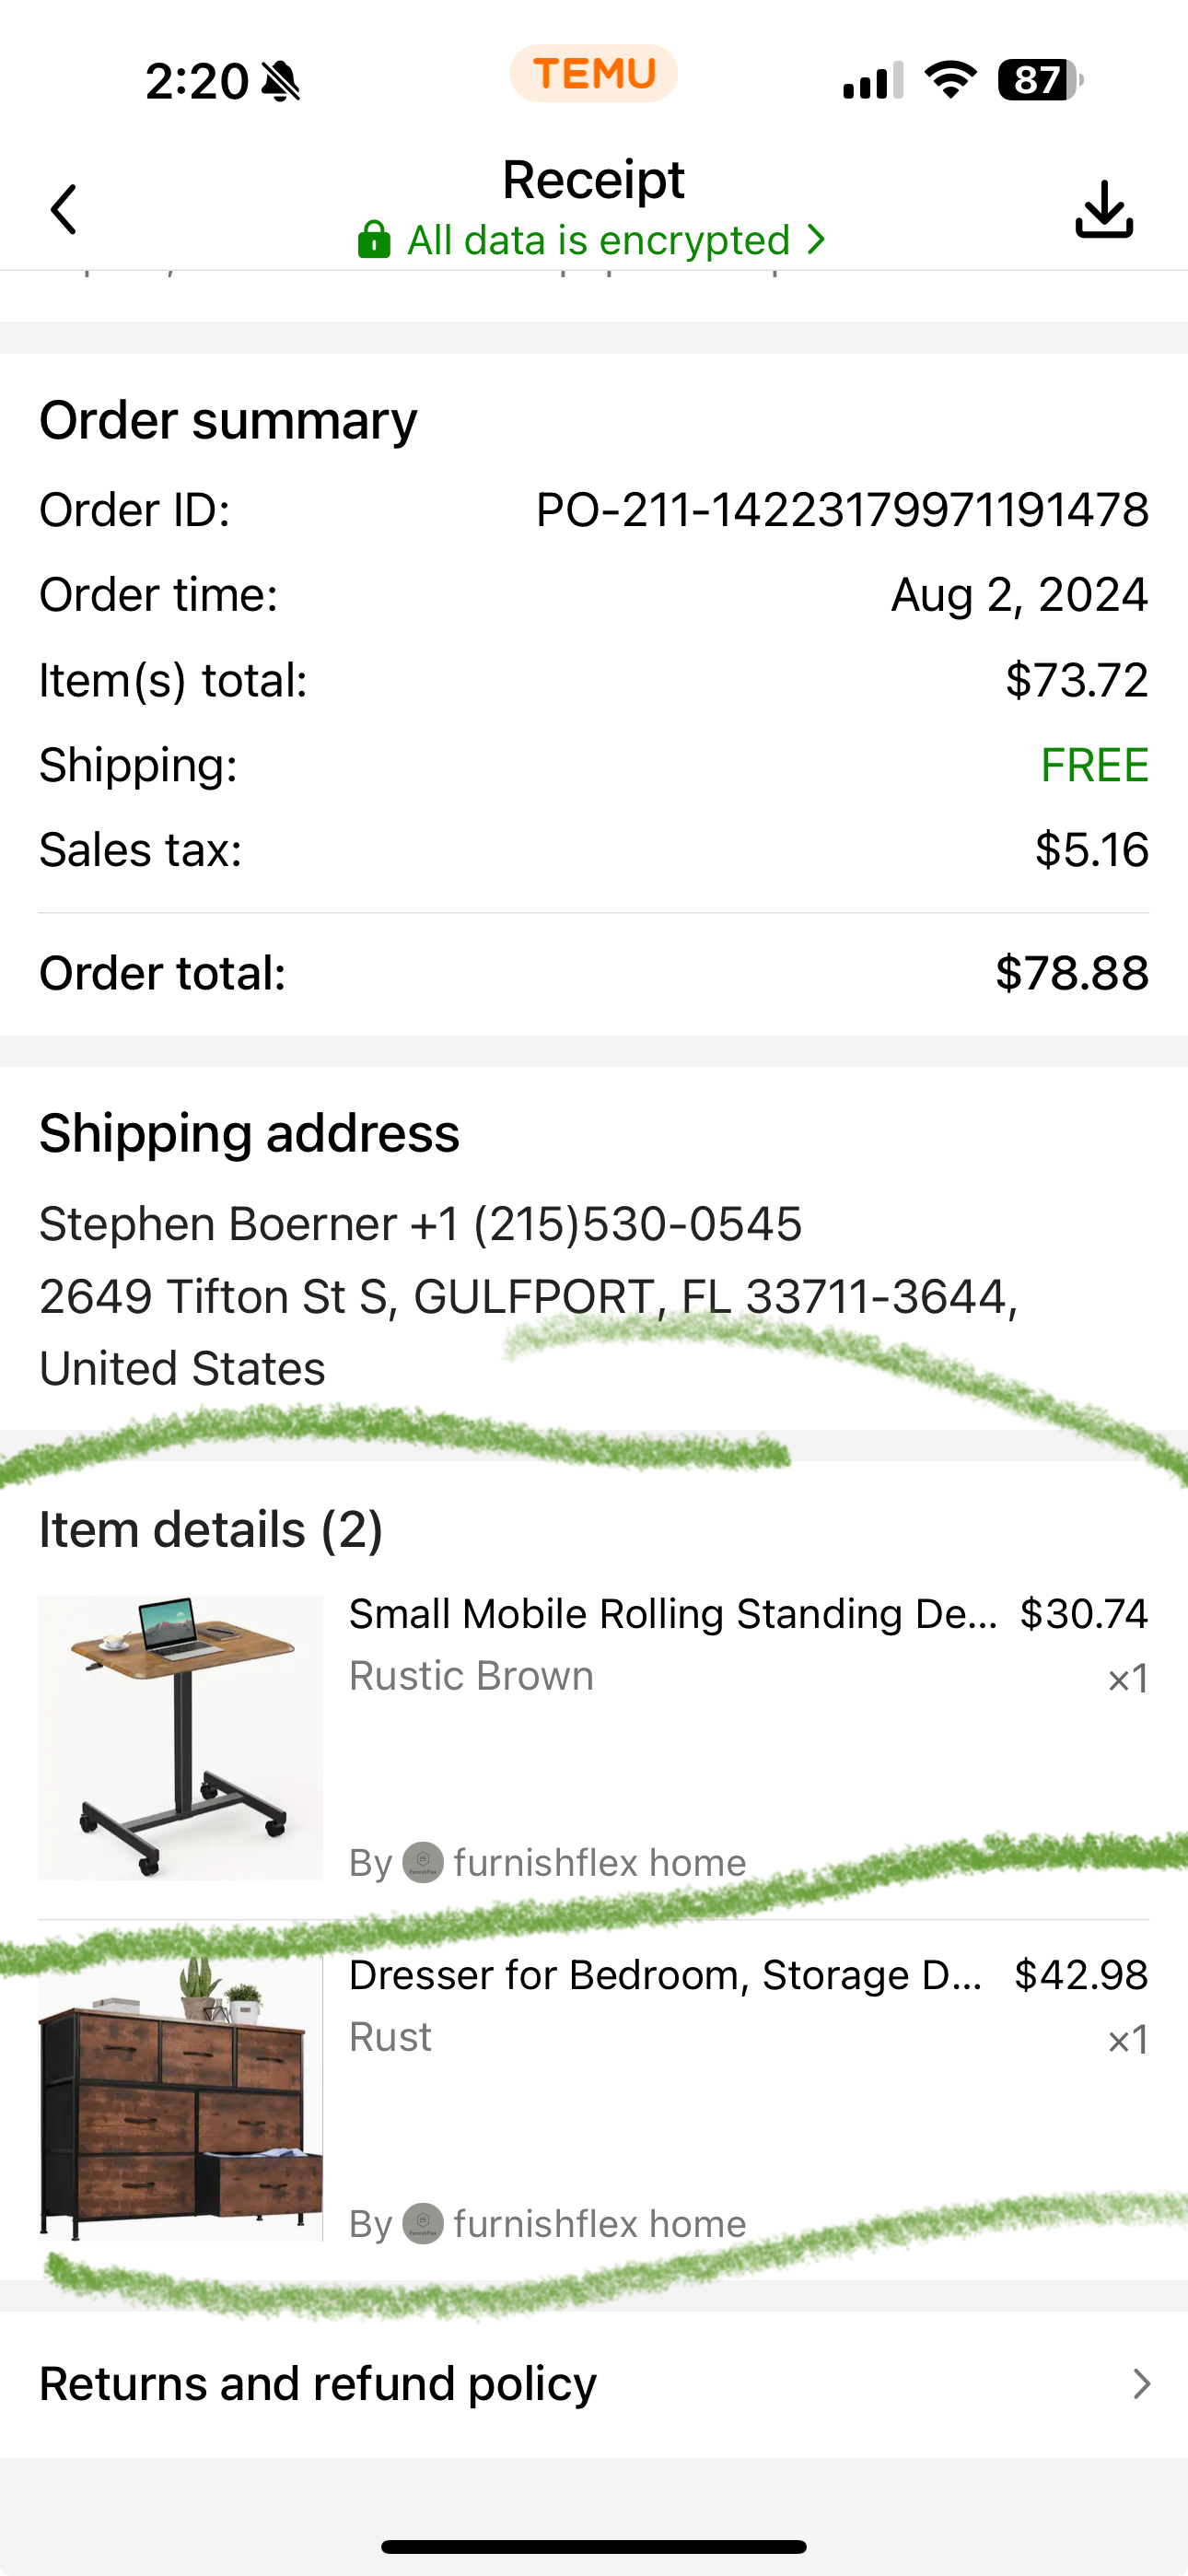 2:20 TEMU 87
Receipt
All data is encrypted
Order summary
Order ID: PO-211-14223179971191478
Order time: Aug 2, 2024
Item(s) total: $73.72
Shipping: FREE
Sales tax: $5.16
Order total: $78.88
Shipping address
Stephen Boerner +1 (215)530-0545
2649 Tifton St S, GULFPORT, FL 33711-3644,
United States
Item details (2)
Small Mobile Rolling Standing De... $30.74
Rustic Brown ×1
By furnishflex home
Dresser for Bedroom, Storage D... $42.98
Rust ×1
By furnishflex home
Returns and refund policy